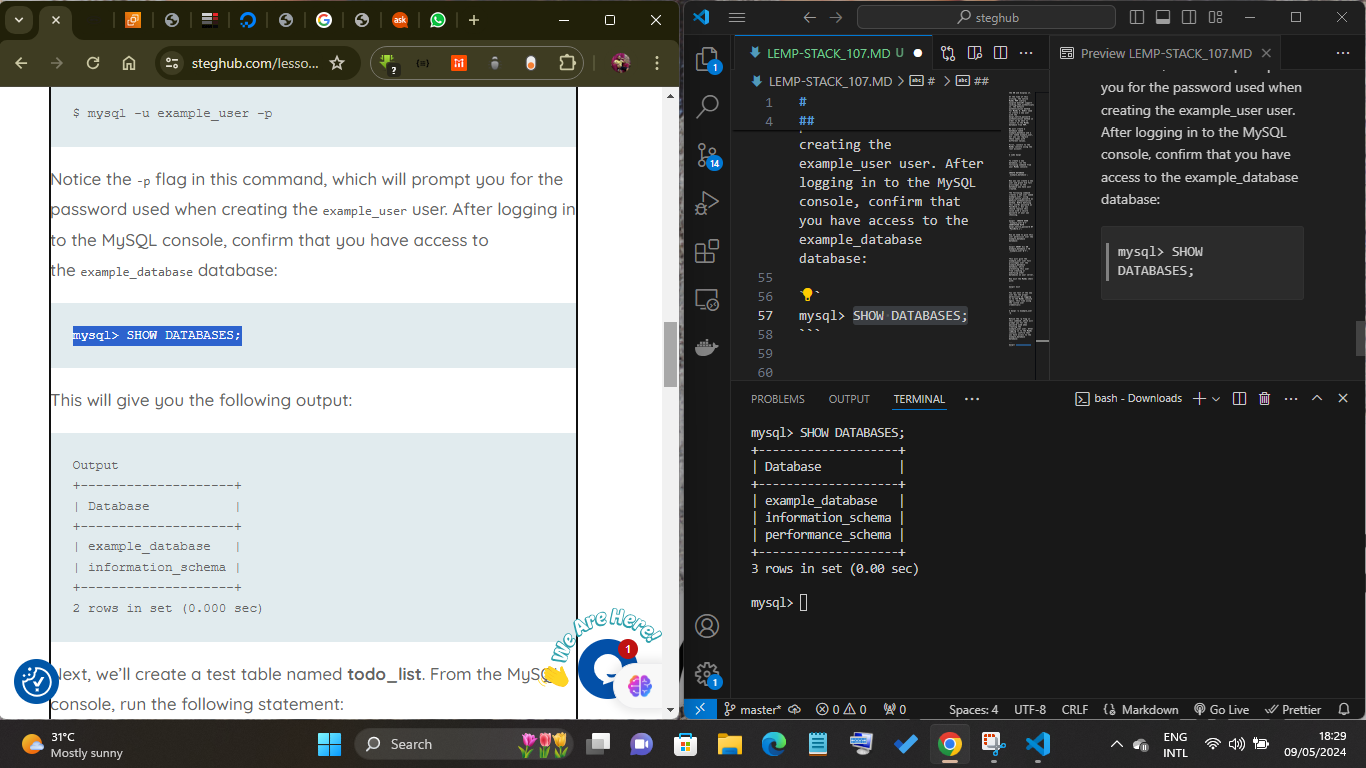 steghub.com/lesso...
$ mysql -u example_user -p
Notice the -p flag in this command, which will prompt you for the
password used when creating the example_user user. After logging in
to the MySQL console, confirm that you have access to
the example_database database:
mysql> SHOW DATABASES;
This will give you the following output:
Output
+--------------------+
| Database |
+--------------------+
| example_database |
| information_schema |
+--------------------+
2 rows in set (0.000 sec)
We Are Here!
1
Next, we'll create a test table named todo_list. From the MySQL
console, run the following statement:
ask
steghub
LEMP-STACK_107.MD U
Preview LEMP-STACK_107.MD
LEMP-STACK_107.MD > # > ##
1 #
4 ##
creating the
example_user user. After
logging in to the MySQL
console, confirm that
you have access to the
example_database
database:
55
56
57 mysql> SHOW DATABASES;
58 ```
59
60
you for the password used when
creating the example_user user.
After logging in to the MySQL
console, confirm that you have
access to the example_database
database:
mysql> SHOW
DATABASES;
1
14
1
PROBLEMS OUTPUT TERMINAL
bash - Downloads
mysql> SHOW DATABASES;
+--------------------+
| Database |
+--------------------+
| example_database |
| information_schema |
| performance_schema |
+--------------------+
3 rows in set (0.00 sec)
mysql>
master* 0 0 0 Spaces: 4 UTF-8 CRLF Markdown Go Live Prettier
31°C
Mostly sunny
Search
ENG
INTL
18:29
09/05/2024